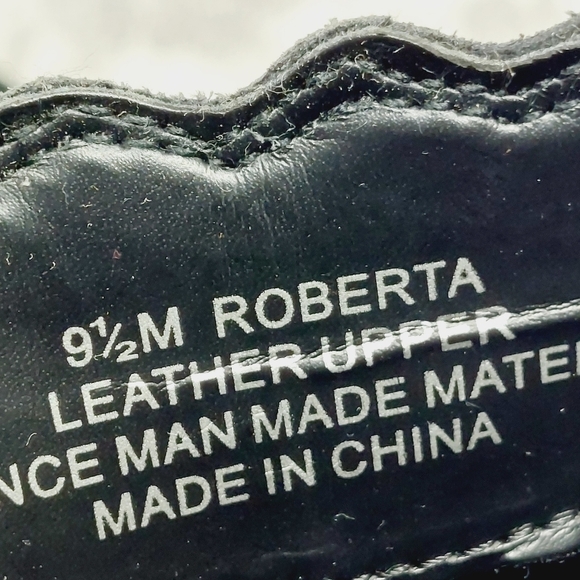 9½M ROBERTA
LEATHER UPPER
NCE MAN MADE MATE
MADE IN CHINA